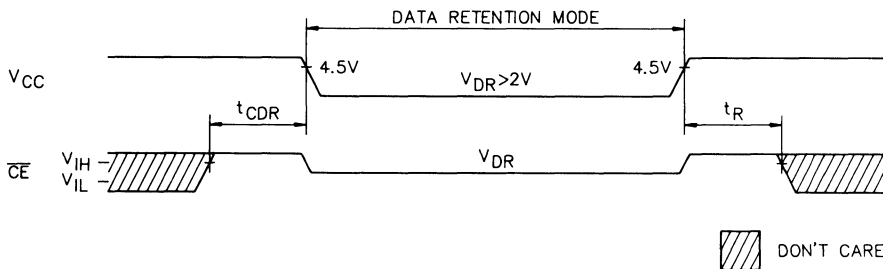 DATA RETENTION MODE
VCC
4.5V
VDR>2V
4.5V
tCDR
tR
CE
VIH
VIL
VDR
DON'T CARE